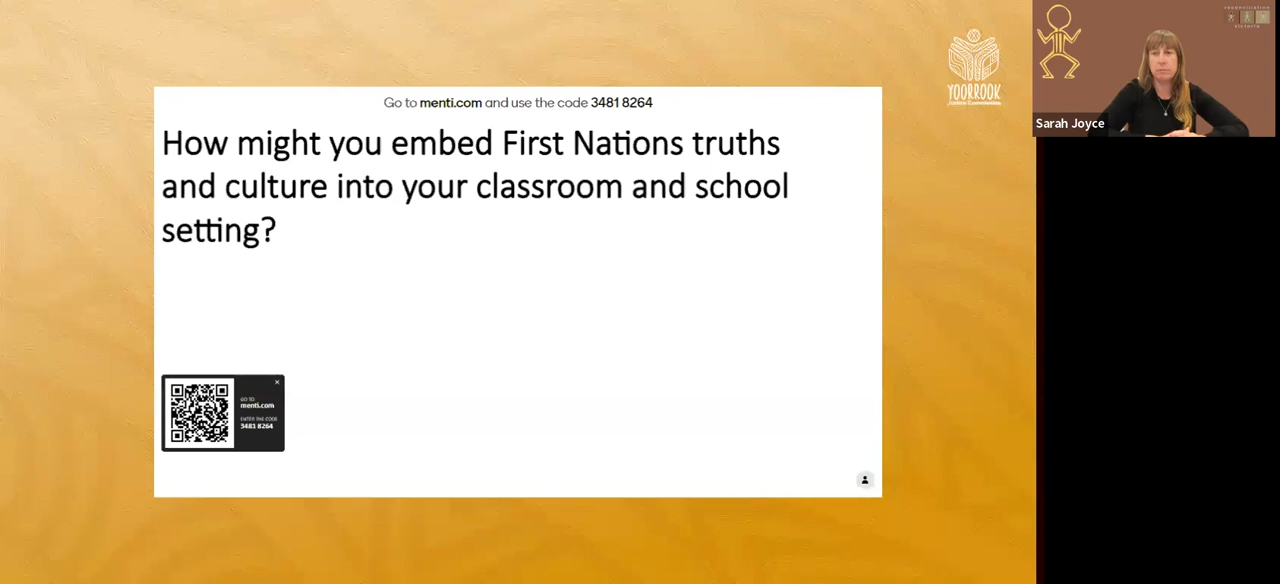 Go to menti.com and use the code 3481 8264
How might you embed First Nations truths
and culture into your classroom and school
setting?
GO TO
menti.com
ENTER THE CODE
3481 8264
YOORROOK
Justice Commission
reconciliation
victoria
Sarah Joyce